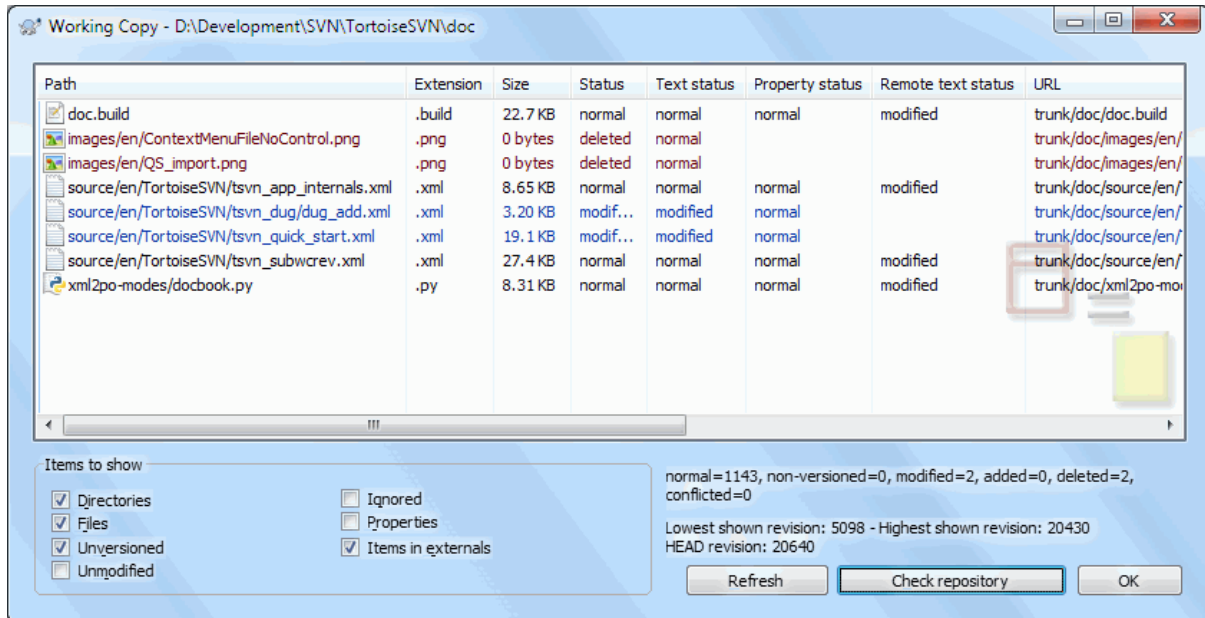 Working Copy - D:\Development\SVN\TortoiseSVN\doc
Path Extension Size Status Text status Property status Remote text status URL
doc.build .build 22.7 KB normal normal normal modified trunk/doc/doc.build
images/en/ContextMenuFileNoControl.png .png 0 bytes deleted normal trunk/doc/images/en/
images/en/QS_import.png .png 0 bytes deleted normal trunk/doc/images/en/
source/en/TortoiseSVN/tsvn_app_internals.xml .xml 8.65 KB normal normal normal modified trunk/doc/source/en/
source/en/TortoiseSVN/tsvn_dug/dug_add.xml .xml 3.20 KB modif... modified normal trunk/doc/source/en/
source/en/TortoiseSVN/tsvn_quick_start.xml .xml 19.1 KB modif... modified normal trunk/doc/source/en/
source/en/TortoiseSVN/tsvn_subwcrev.xml .xml 27.4 KB normal normal normal modified trunk/doc/source/en/
xml2po-modes/docbook.py .py 8.31 KB normal normal normal modified trunk/doc/xml2po-mo
Items to show
Directories Ignored
Files Properties
Unversioned Items in externals
Unmodified
normal=1143, non-versioned=0, modified=2, added=0, deleted=2,
conflicted=0
Lowest shown revision: 5098 - Highest shown revision: 20430
HEAD revision: 20640
Refresh Check repository OK